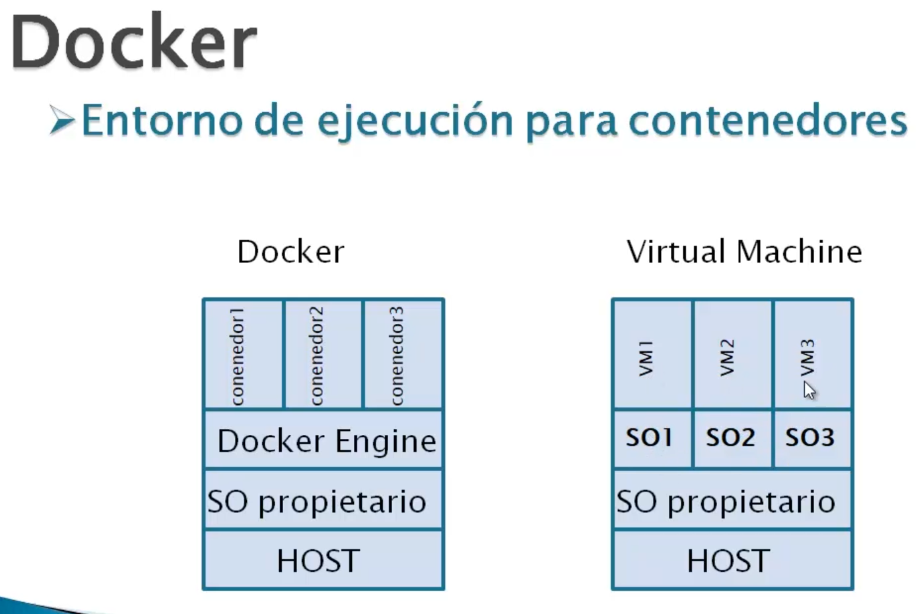 Docker
➢Entorno de ejecución para contenedores
Docker
conenedor1
conenedor2
conenedor3
Docker Engine
SO propietario
HOST
Virtual Machine
VM1
VM2
VM3
SO1
SO2
SO3
SO propietario
HOST